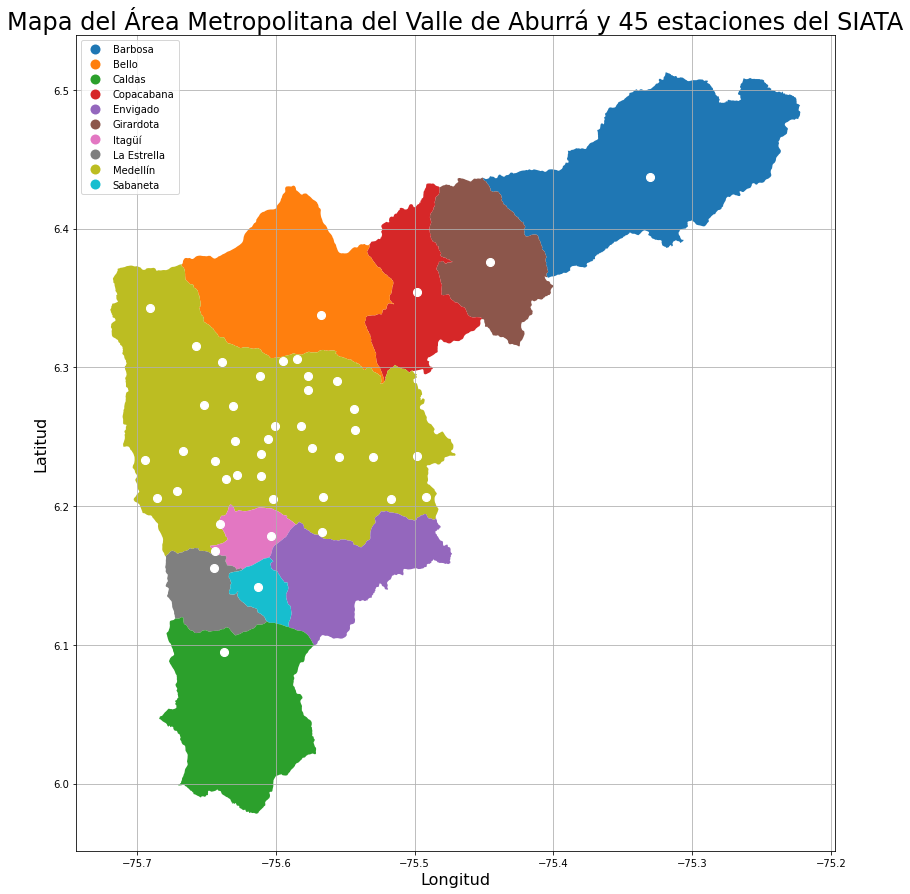 Mapa del Área Metropolitana del Valle de Aburrá y 45 estaciones del SIATA
Barbosa
Bello
Caldas
Copacabana
Envigado
Girardota
Itagüí
La Estrella
Medellín
Sabaneta
6.5
6.4
6.3
6.2
6.1
6.0
Latitud
−75.7 −75.6 −75.5 −75.4 −75.3 −75.2
Longitud